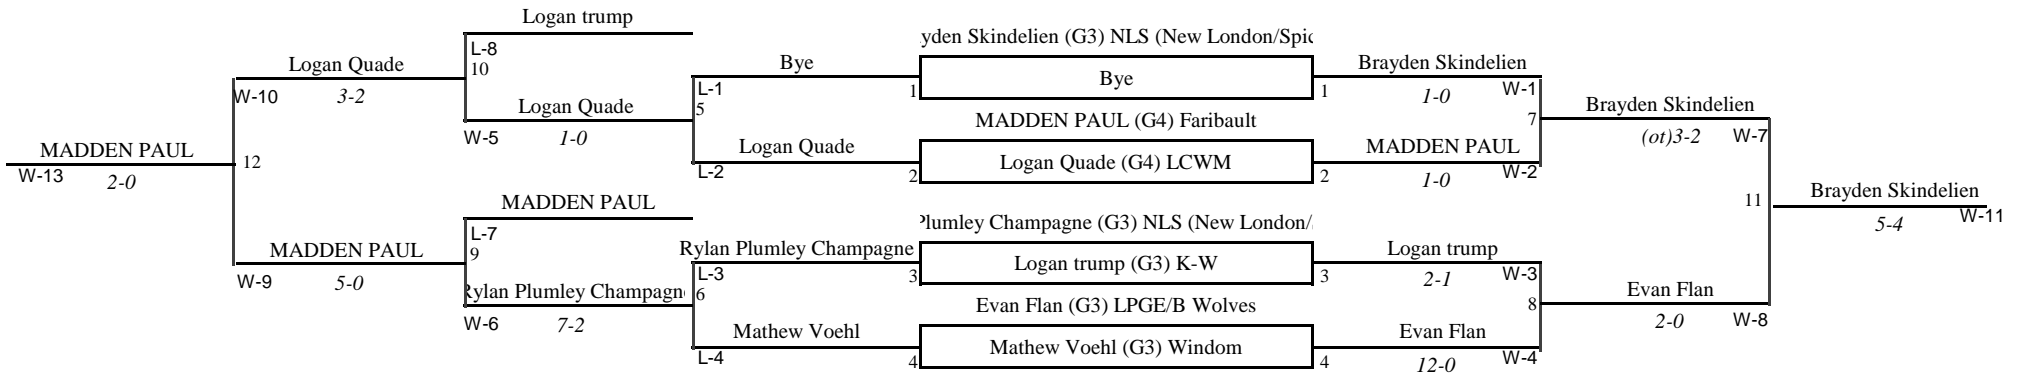 Logan trump
yden Skindelien (G3) NLS (New London/Spic
L-8
Logan Quade
10
Bye
Bye
Brayden Skindelien
W-10
3-2
L-1
1
1
1-0
W-1
Logan Quade
5
Brayden Skindelien
MADDEN PAUL (G4) Faribault
7
W-5
1-0
(ot)3-2
W-7
MADDEN PAUL
12
Logan Quade
Logan Quade (G4) LCWM
MADDEN PAUL
W-13
2-0
L-2
2
2
1-0
W-2
Brayden Skindelien
MADDEN PAUL
11
5-4
W-11
Plumley Champagne (G3) NLS (New London/
L-7
MADDEN PAUL
9
Rylan Plumley Champagne
Logan trump (G3) K-W
Logan trump
W-9
5-0
L-3
3
3
2-1
W-3
Rylan Plumley Champagn
6
Evan Flan
Evan Flan (G3) LPGE/B Wolves
8
W-6
7-2
2-0
W-8
Mathew Voehl
Mathew Voehl (G3) Windom
Evan Flan
L-4
4
4
12-0
W-4